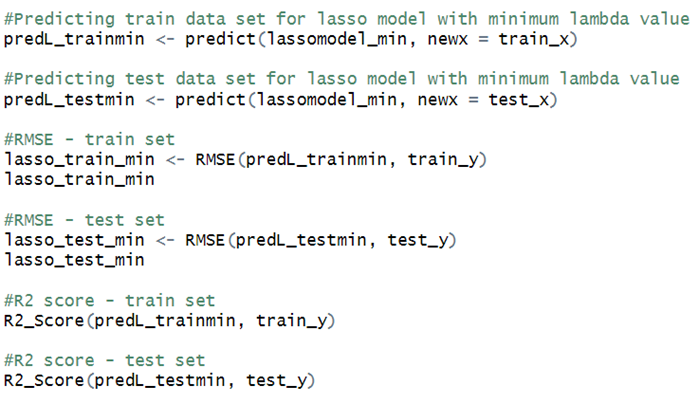 #Predicting train data set for lasso model with minimum lambda value
predL_trainmin <- predict(lassomodel_min, newx = train_x)
#Predicting test data set for lasso model with minimum lambda value
predL_testmin <- predict(lassomodel_min, newx = test_x)
#RMSE - train set
lasso_train_min <- RMSE(predL_trainmin, train_y)
lasso_train_min
#RMSE - test set
lasso_test_min <- RMSE(predL_testmin, test_y)
lasso_test_min
#R2 score - train set
R2_Score(predL_trainmin, train_y)
#R2 score - test set
R2_Score(predL_testmin, test_y)